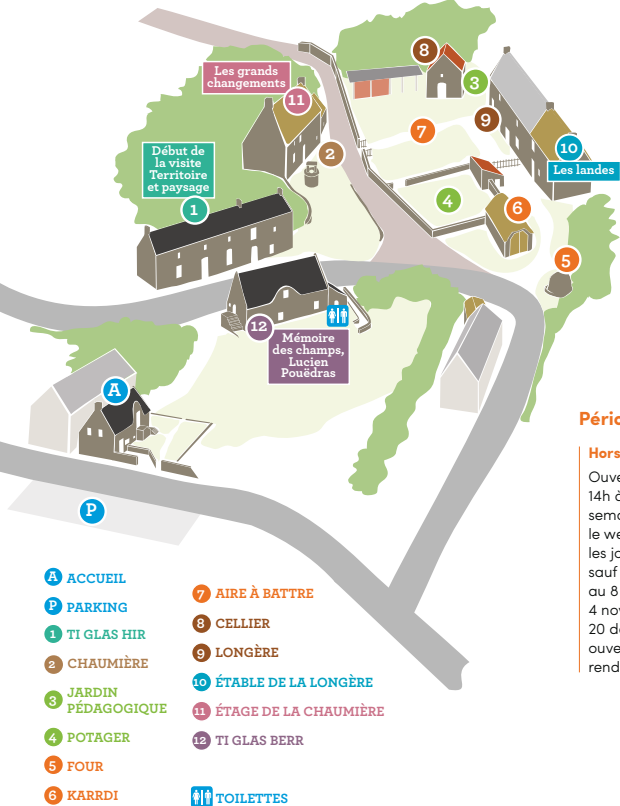 8
3
Les grands
changements
11
9
7
10
Les landes
2
Début de
la visite
Territoire
et paysage
1
4
6
5
12
Mémoire
des champs,
Lucien
Pouëdras
A
P
A ACCUEIL
P PARKING
1 TI GLAS HIR
2 CHAUMIÈRE
3 JARDIN
PÉDAGOGIQUE
4 POTAGER
5 FOUR
6 KARRDI
7 AIRE À BATTRE
8 CELLIER
9 LONGÈRE
10 ÉTABLE DE LA LONGÈRE
11 ÉTAGE DE LA CHAUMIÈRE
12 TI GLAS BERR
TOILETTES
Pério
Hors
Ouve
14h à
sema
le we
les jo
sauf
au 8
4 nov
20 dé
ouve
rend